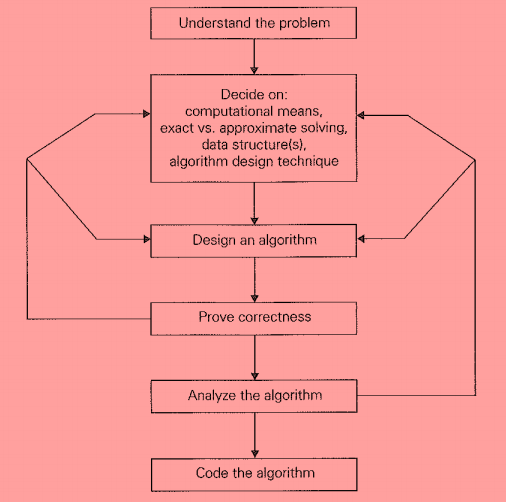 Understand the problem
Decide on:
computational means,
exact vs. approximate solving,
data structure(s),
algorithm design technique
Design an algorithm
Prove correctness
Analyze the algorithm
Code the algorithm